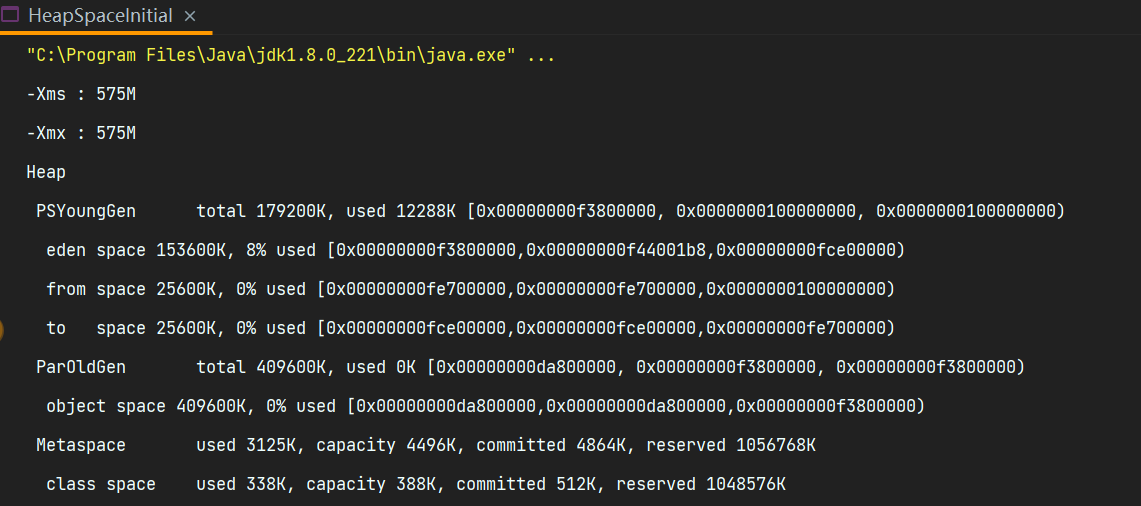 HeapSpaceInitial ×
"C:\Program Files\Java\jdk1.8.0_221\bin\java.exe" ...
-Xms : 575M
-Xmx : 575M
Heap
 PSYoungGen      total 179200K, used 12288K [0x00000000f3800000, 0x0000000100000000, 0x0000000100000000)
  eden space 153600K, 8% used [0x00000000f3800000,0x00000000f44001b8,0x00000000fce00000)
  from space 25600K, 0% used [0x00000000fe700000,0x00000000fe700000,0x0000000100000000)
  to   space 25600K, 0% used [0x00000000fce00000,0x00000000fce00000,0x00000000fe700000)
 ParOldGen       total 409600K, used 0K [0x00000000da800000, 0x00000000f3800000, 0x00000000f3800000)
  object space 409600K, 0% used [0x00000000da800000,0x00000000da800000,0x00000000f3800000)
 Metaspace       used 3125K, capacity 4496K, committed 4864K, reserved 1056768K
  class space    used 338K, capacity 388K, committed 512K, reserved 1048576K